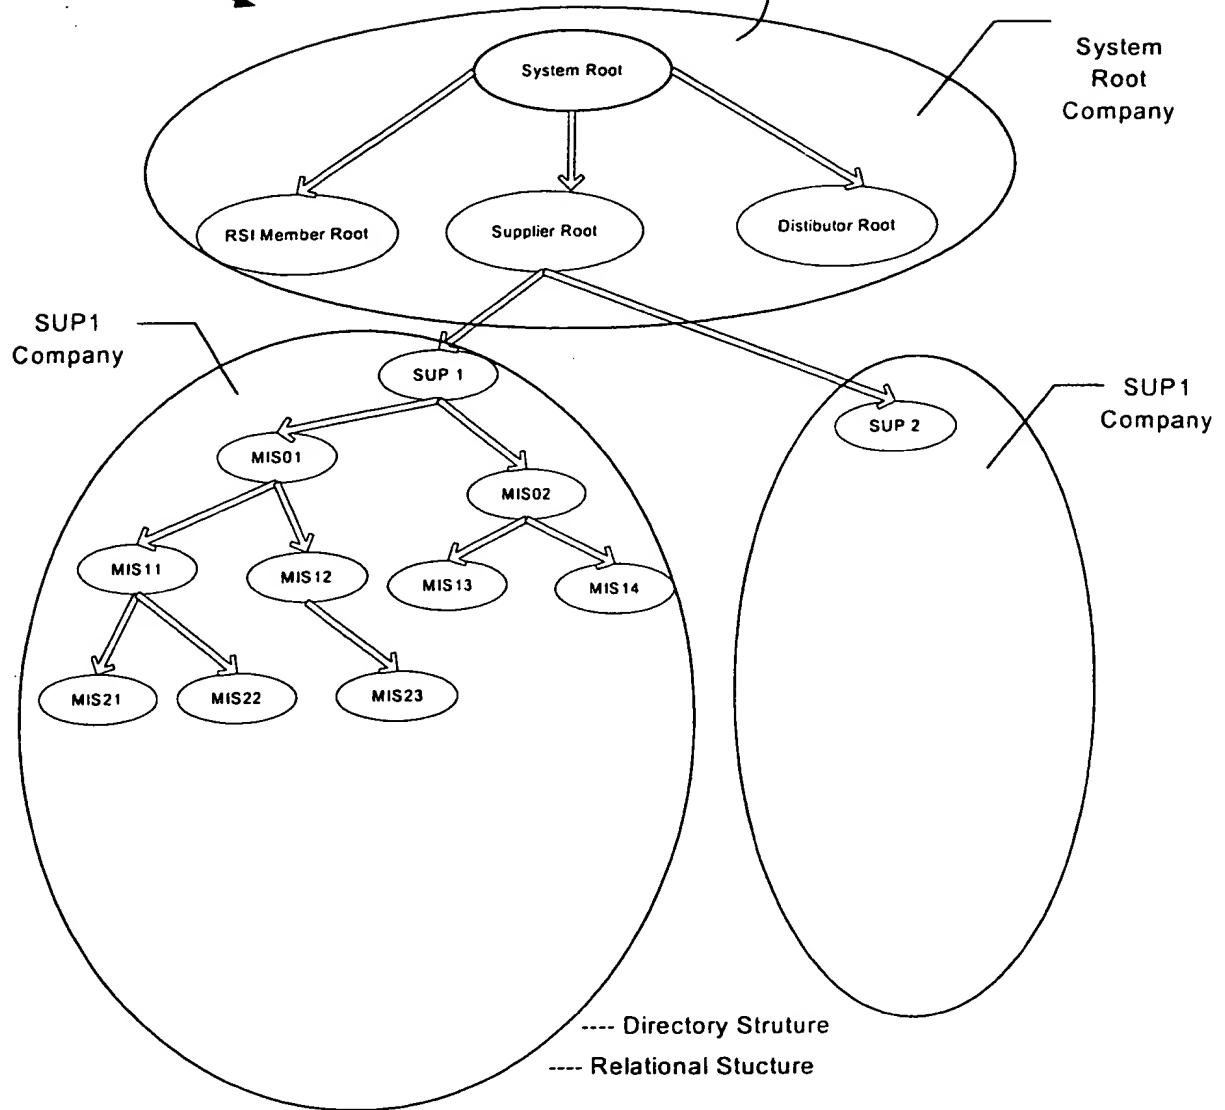 System Root
System
Root
Company
RSI Member Root
Supplier Root
Distibutor Root
SUP1
Company
SUP 1
SUP1
Company
SUP 2
MIS01
MIS02
MIS11
MIS12
MIS13
MIS14
MIS21
MIS22
MIS23
---- Directory Struture
---- Relational Stucture